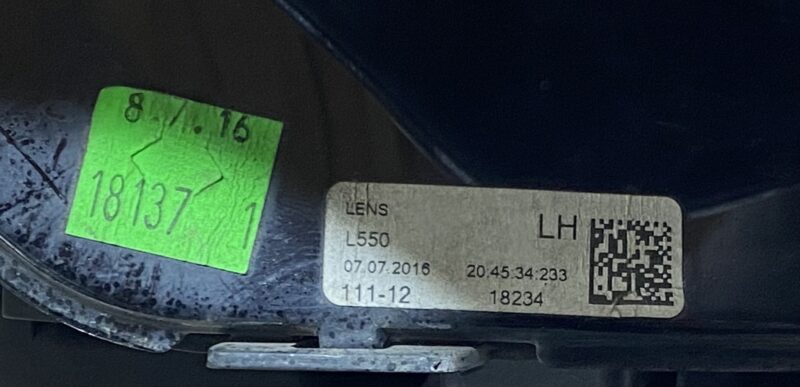 8 /. 16
18137 1
LENS
LH
L550
07.07.2016 20:45:34:233
111-12 18234